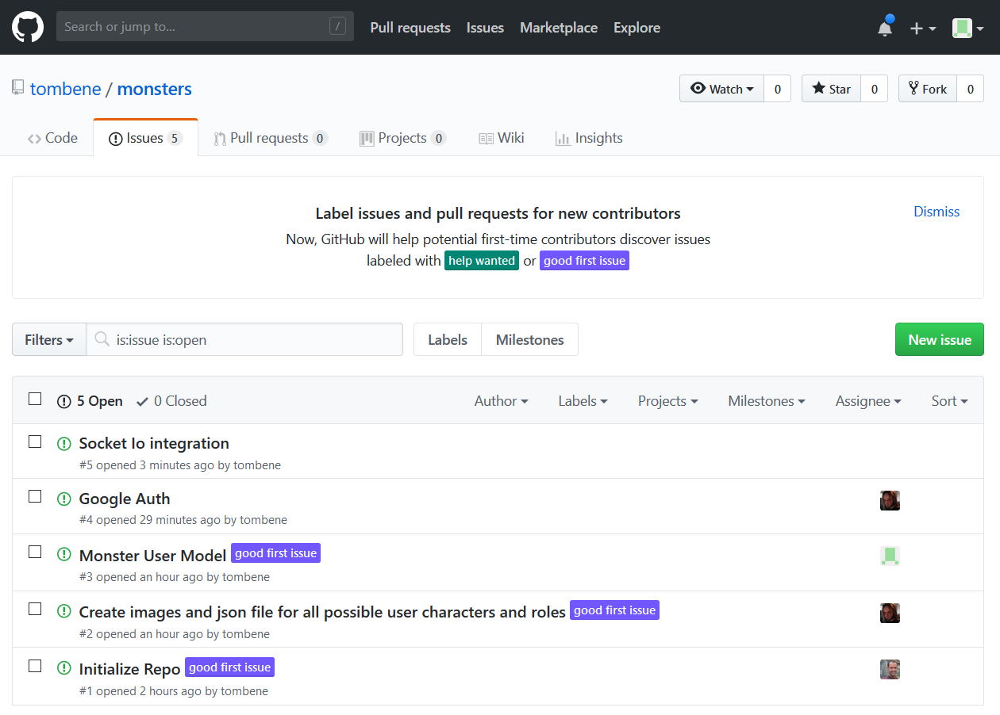 Search or jump to... / Pull requests Issues Marketplace Explore
tombene / monsters Watch 0 Star 0 Fork 0
Code Issues 5 Pull requests 0 Projects 0 Wiki Insights
Label issues and pull requests for new contributors Dismiss
Now, GitHub will help potential first-time contributors discover issues
labeled with help wanted or good first issue
Filters is:issue is:open Labels Milestones New issue
5 Open 0 Closed Author Labels Projects Milestones Assignee Sort
Socket Io integration
#5 opened 3 minutes ago by tombene
Google Auth
#4 opened 29 minutes ago by tombene
Monster User Model good first issue
#3 opened an hour ago by tombene
Create images and json file for all possible user characters and roles good first issue
#2 opened an hour ago by tombene
Initialize Repo good first issue
#1 opened 2 hours ago by tombene